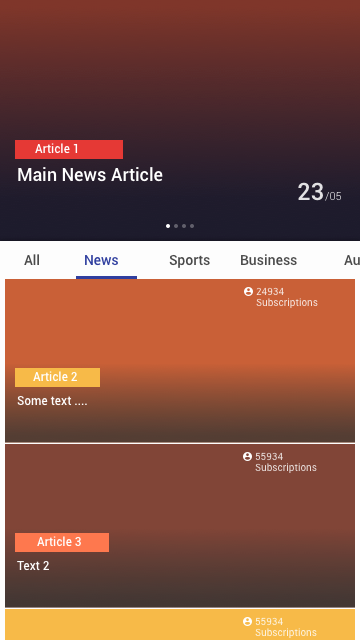 Article 1
Main News Article
23/05
All News Sports Business Au
24934
Subscriptions
Article 2
Some text ....
55934
Subscriptions
Article 3
Text 2
55934
Subscriptions